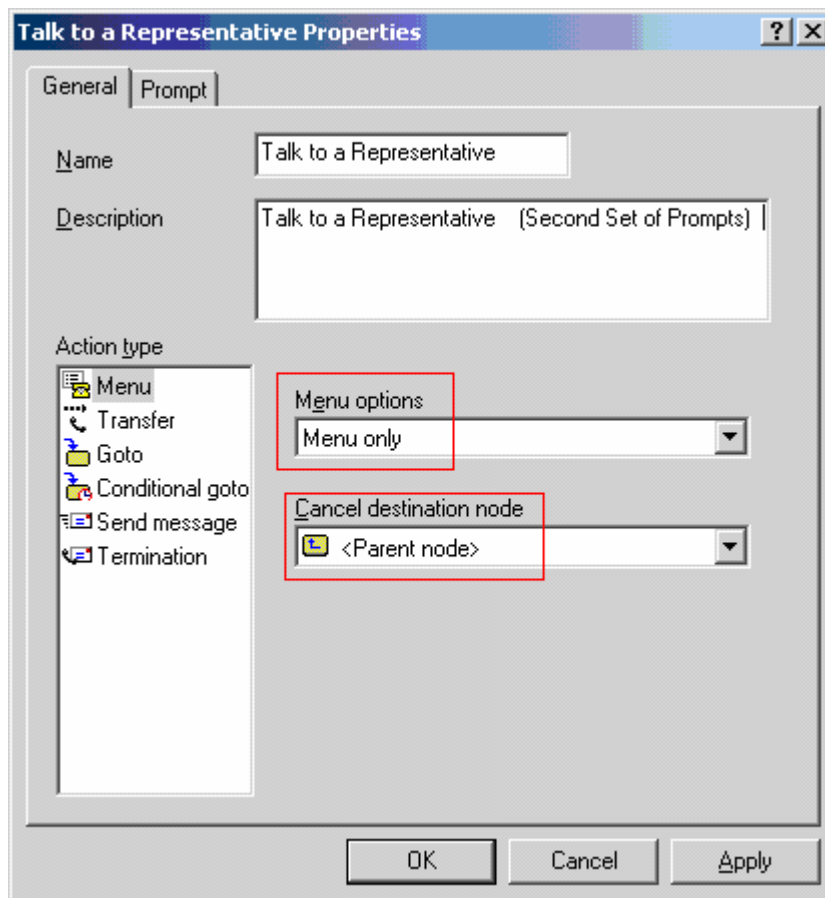 Talk to a Representative Properties
General Prompt
Name Talk to a Representative
Description Talk to a Representative (Second Set of Prompts)
Action type
Menu
Transfer
Goto
Conditional goto
Send message
Termination
Menu options
Menu only
Cancel destination node
<Parent node>
OK Cancel Apply